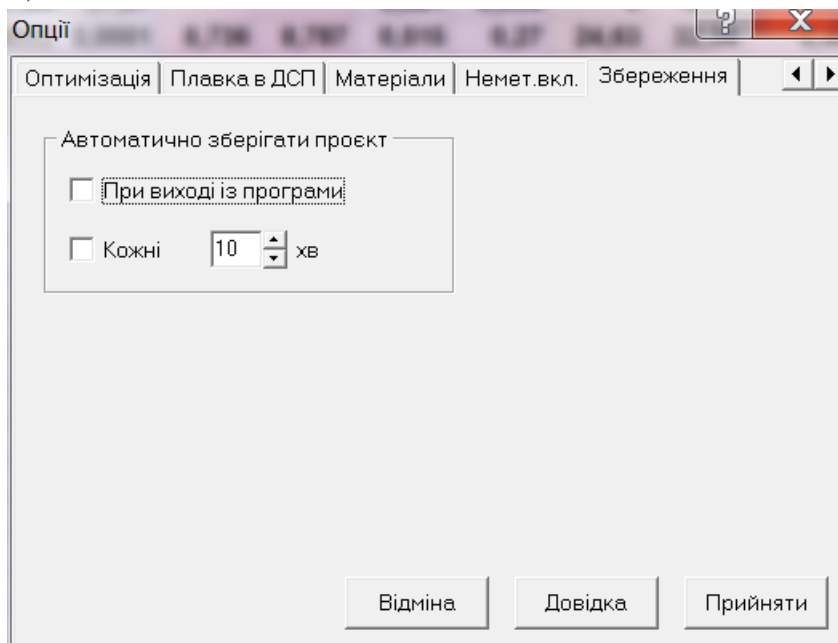 Опції
Оптимізація Плавка в ДСП Матеріали Немет.вкл. Збереження
Автоматично зберігати проєкт
При виході із програми
Кожні 10 хв
Відміна Довідка Прийняти